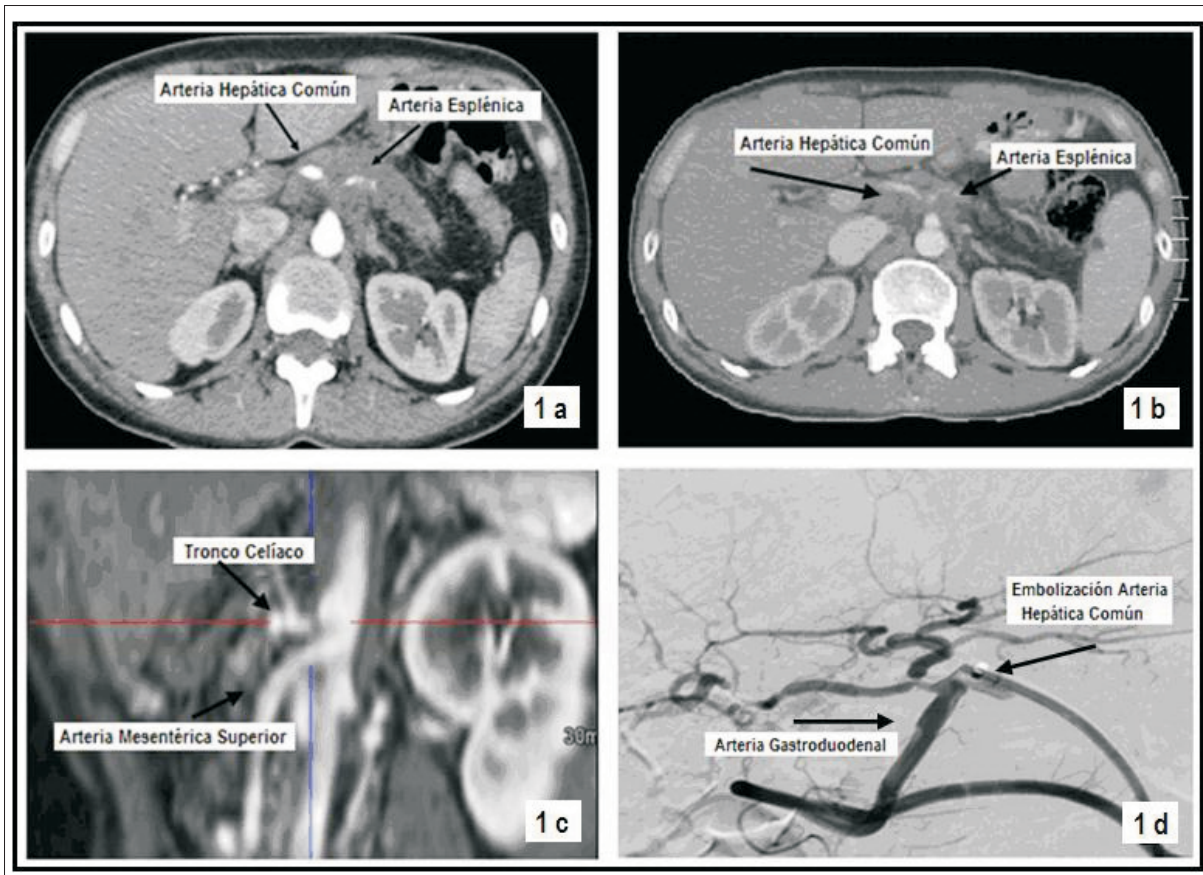 Arteria Hepática Común
Arteria Esplénica
1 a
Arteria Hepática Común
Arteria Esplénica
1 b
Tronco Celíaco
Arteria Mesentérica Superior
30m
1 c
Embolización Arteria
Hepática Común
Arteria Gastroduodenal
1 d